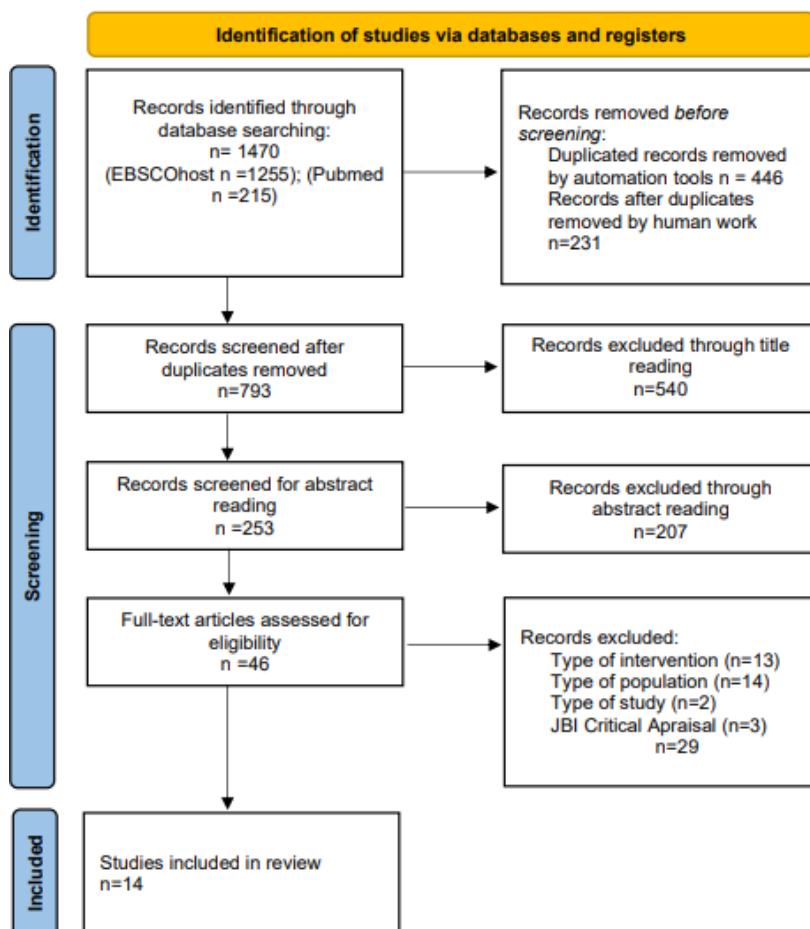 Identification of studies via databases and registers
Identification
Records identified through
database searching:
n= 1470
(EBSCOhost n =1255); (Pubmed
n =215)
Records removed before
screening:
Duplicated records removed
by automation tools n = 446
Records after duplicates
removed by human work
n=231
Screening
Records screened after
duplicates removed
n=793
Records excluded through title
reading
n=540
Records screened for abstract
reading
n =253
Records excluded through
abstract reading
n=207
Full-text articles assessed for
eligibility
n =46
Records excluded:
Type of intervention (n=13)
Type of population (n=14)
Type of study (n=2)
JBI Critical Appraisal (n=3)
n=29
Included
Studies included in review
n=14